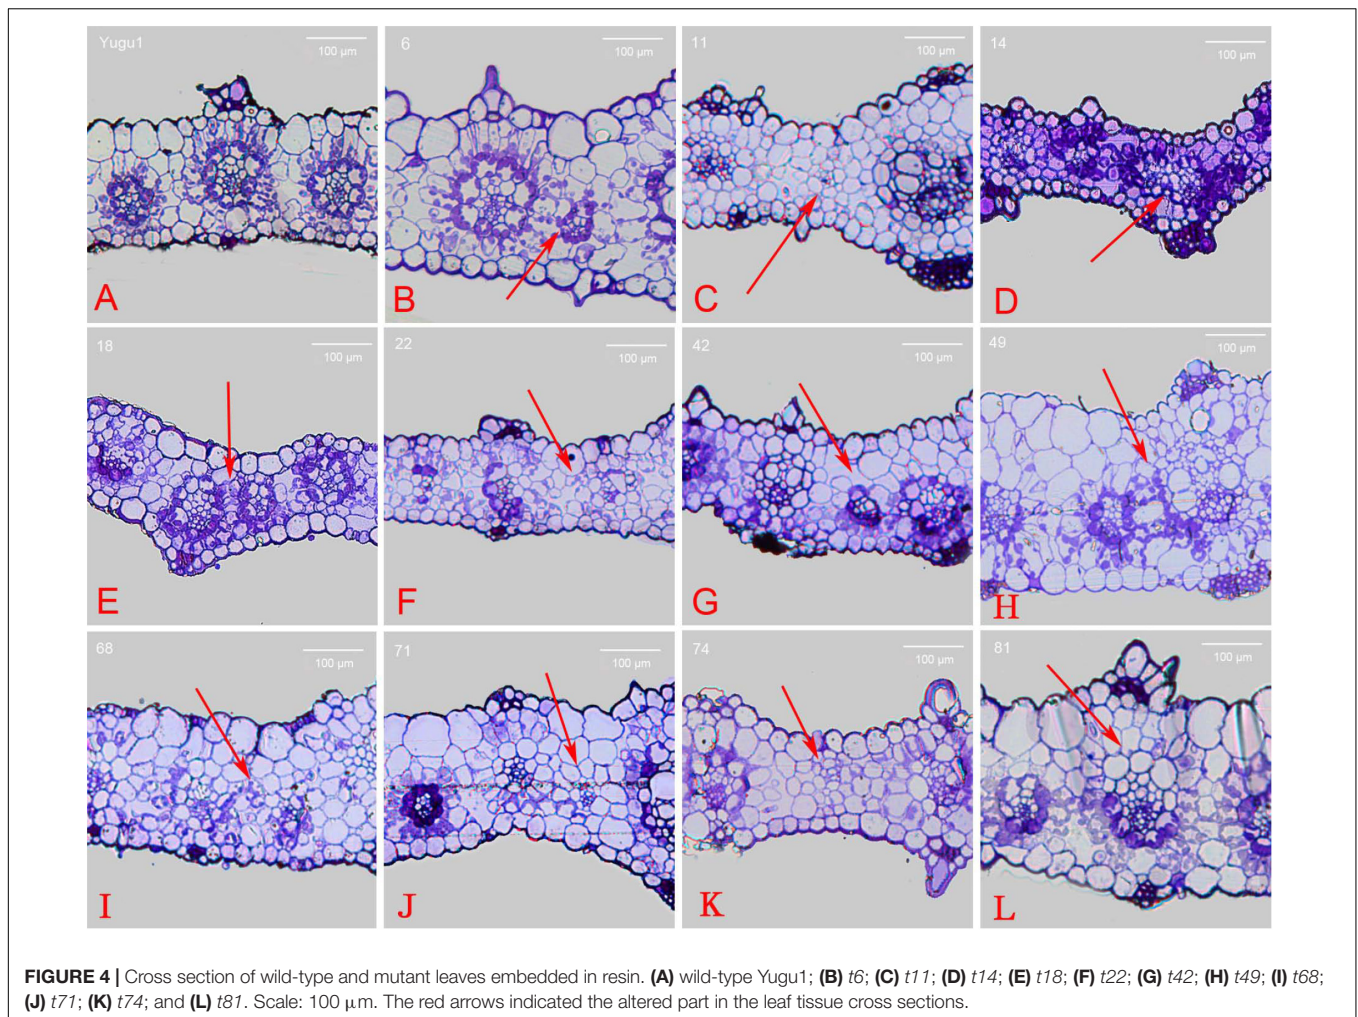 Yugu1
100 µm
6
100 µm
11
100 µm
14
100 µm
A
B
C
D
18
100 µm
22
100 µm
42
100 µm
49
100 µm
E
F
G
H
68
100 µm
71
100 µm
74
100 µm
81
100 µm
I
J
K
L
FIGURE 4 | Cross section of wild-type and mutant leaves embedded in resin. (A) wild-type Yugu1; (B) t6; (C) t11; (D) t14; (E) t18; (F) t22; (G) t42; (H) t49; (I) t68;
(J) t71; (K) t74; and (L) t81. Scale: 100 µm. The red arrows indicated the altered part in the leaf tissue cross sections.